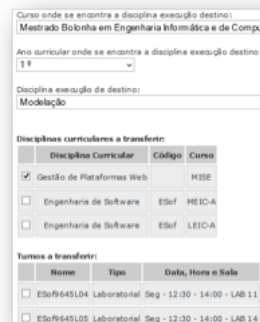 Curso onde se encontra a disciplina execução destino:
Mestrado Bolonha em Engenharia Informática e de Compu
Ano curricular onde se encontra a disciplina execução destino
1 º
Disciplina execução de destino:
Modelação
Disciplinas curriculares a transferir:
Disciplina Curricular Código Curso
Gestão de Plataformas Web MISE
Engenharia de Software ESof MEIC-A
Engenharia de Software ESof LEIC-A
Turnos a transferir:
Nome Tipo Data, Hora e Sala
ESof9645L04 Laboratorial Seg - 12:30 - 14:00 - LAB 11
ESof9645L05 Laboratorial Seg - 12:30 - 14:00 - LAB 14